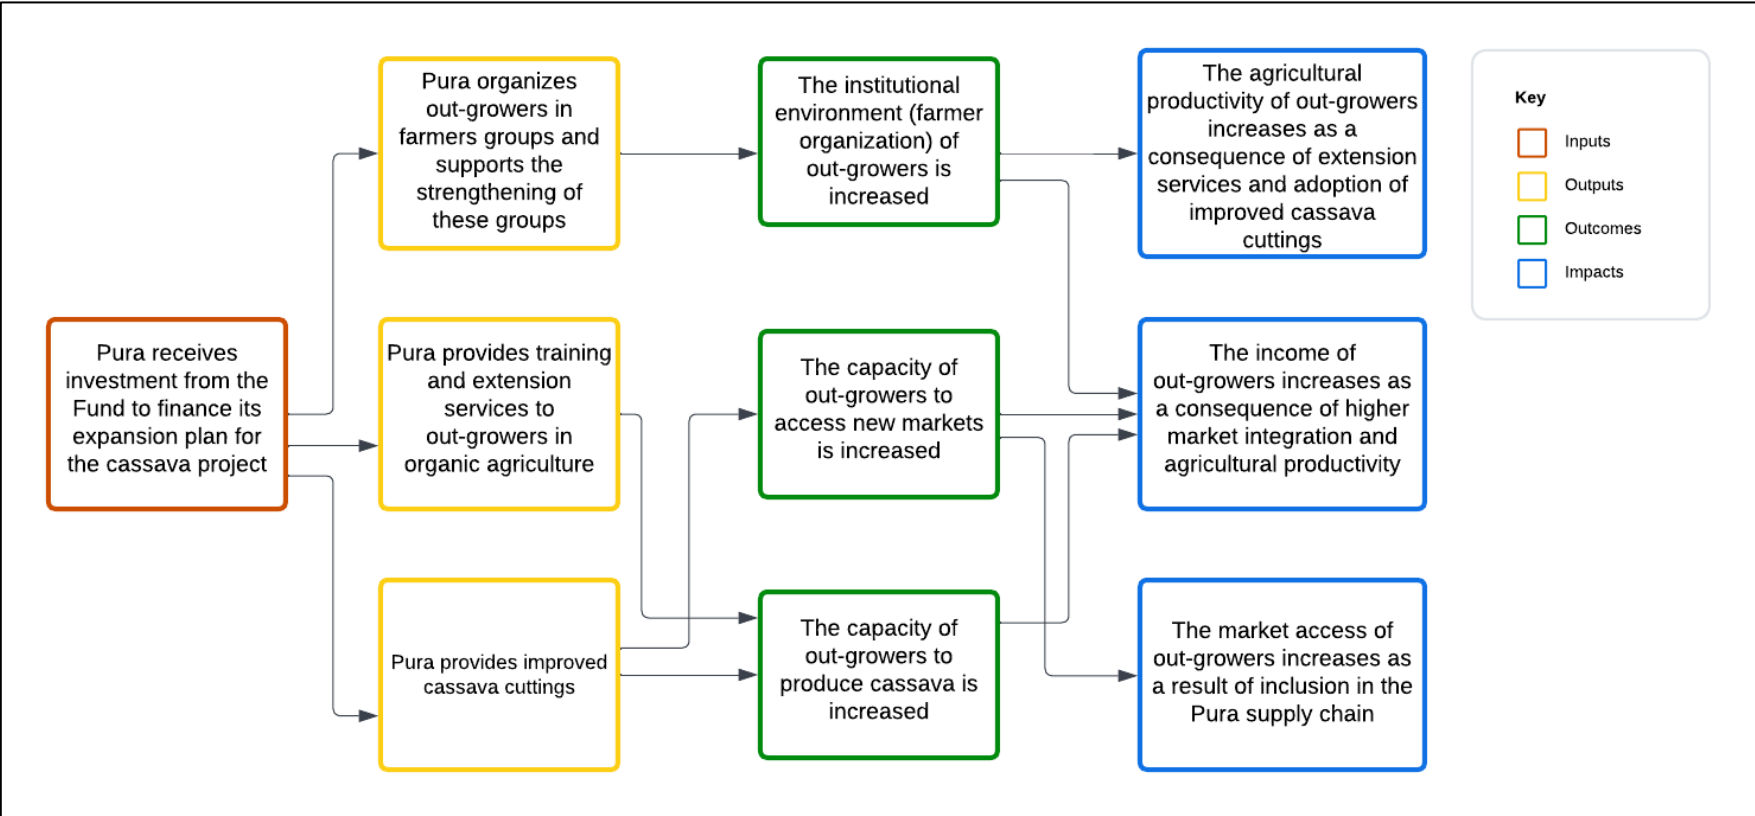 Pura receives
investment from the
Fund to finance its
expansion plan for
the cassava project
Pura organizes
out-growers in
farmers groups and
supports the
strengthening of
these groups
Pura provides training
and extension
services to
out-growers in
organic agriculture
Pura provides improved
cassava cuttings
The institutional
environment (farmer
organization) of
out-growers is
increased
The capacity of
out-growers to
access new markets
is increased
The capacity of
out-growers to
produce cassava is
increased
The agricultural
productivity of out-growers
increases as a
consequence of extension
services and adoption of
improved cassava
cuttings
The income of
out-growers increases as
a consequence of higher
market integration and
agricultural productivity
The market access of
out-growers increases as
a result of inclusion in the
Pura supply chain
Key
Inputs
Outputs
Outcomes
Impacts